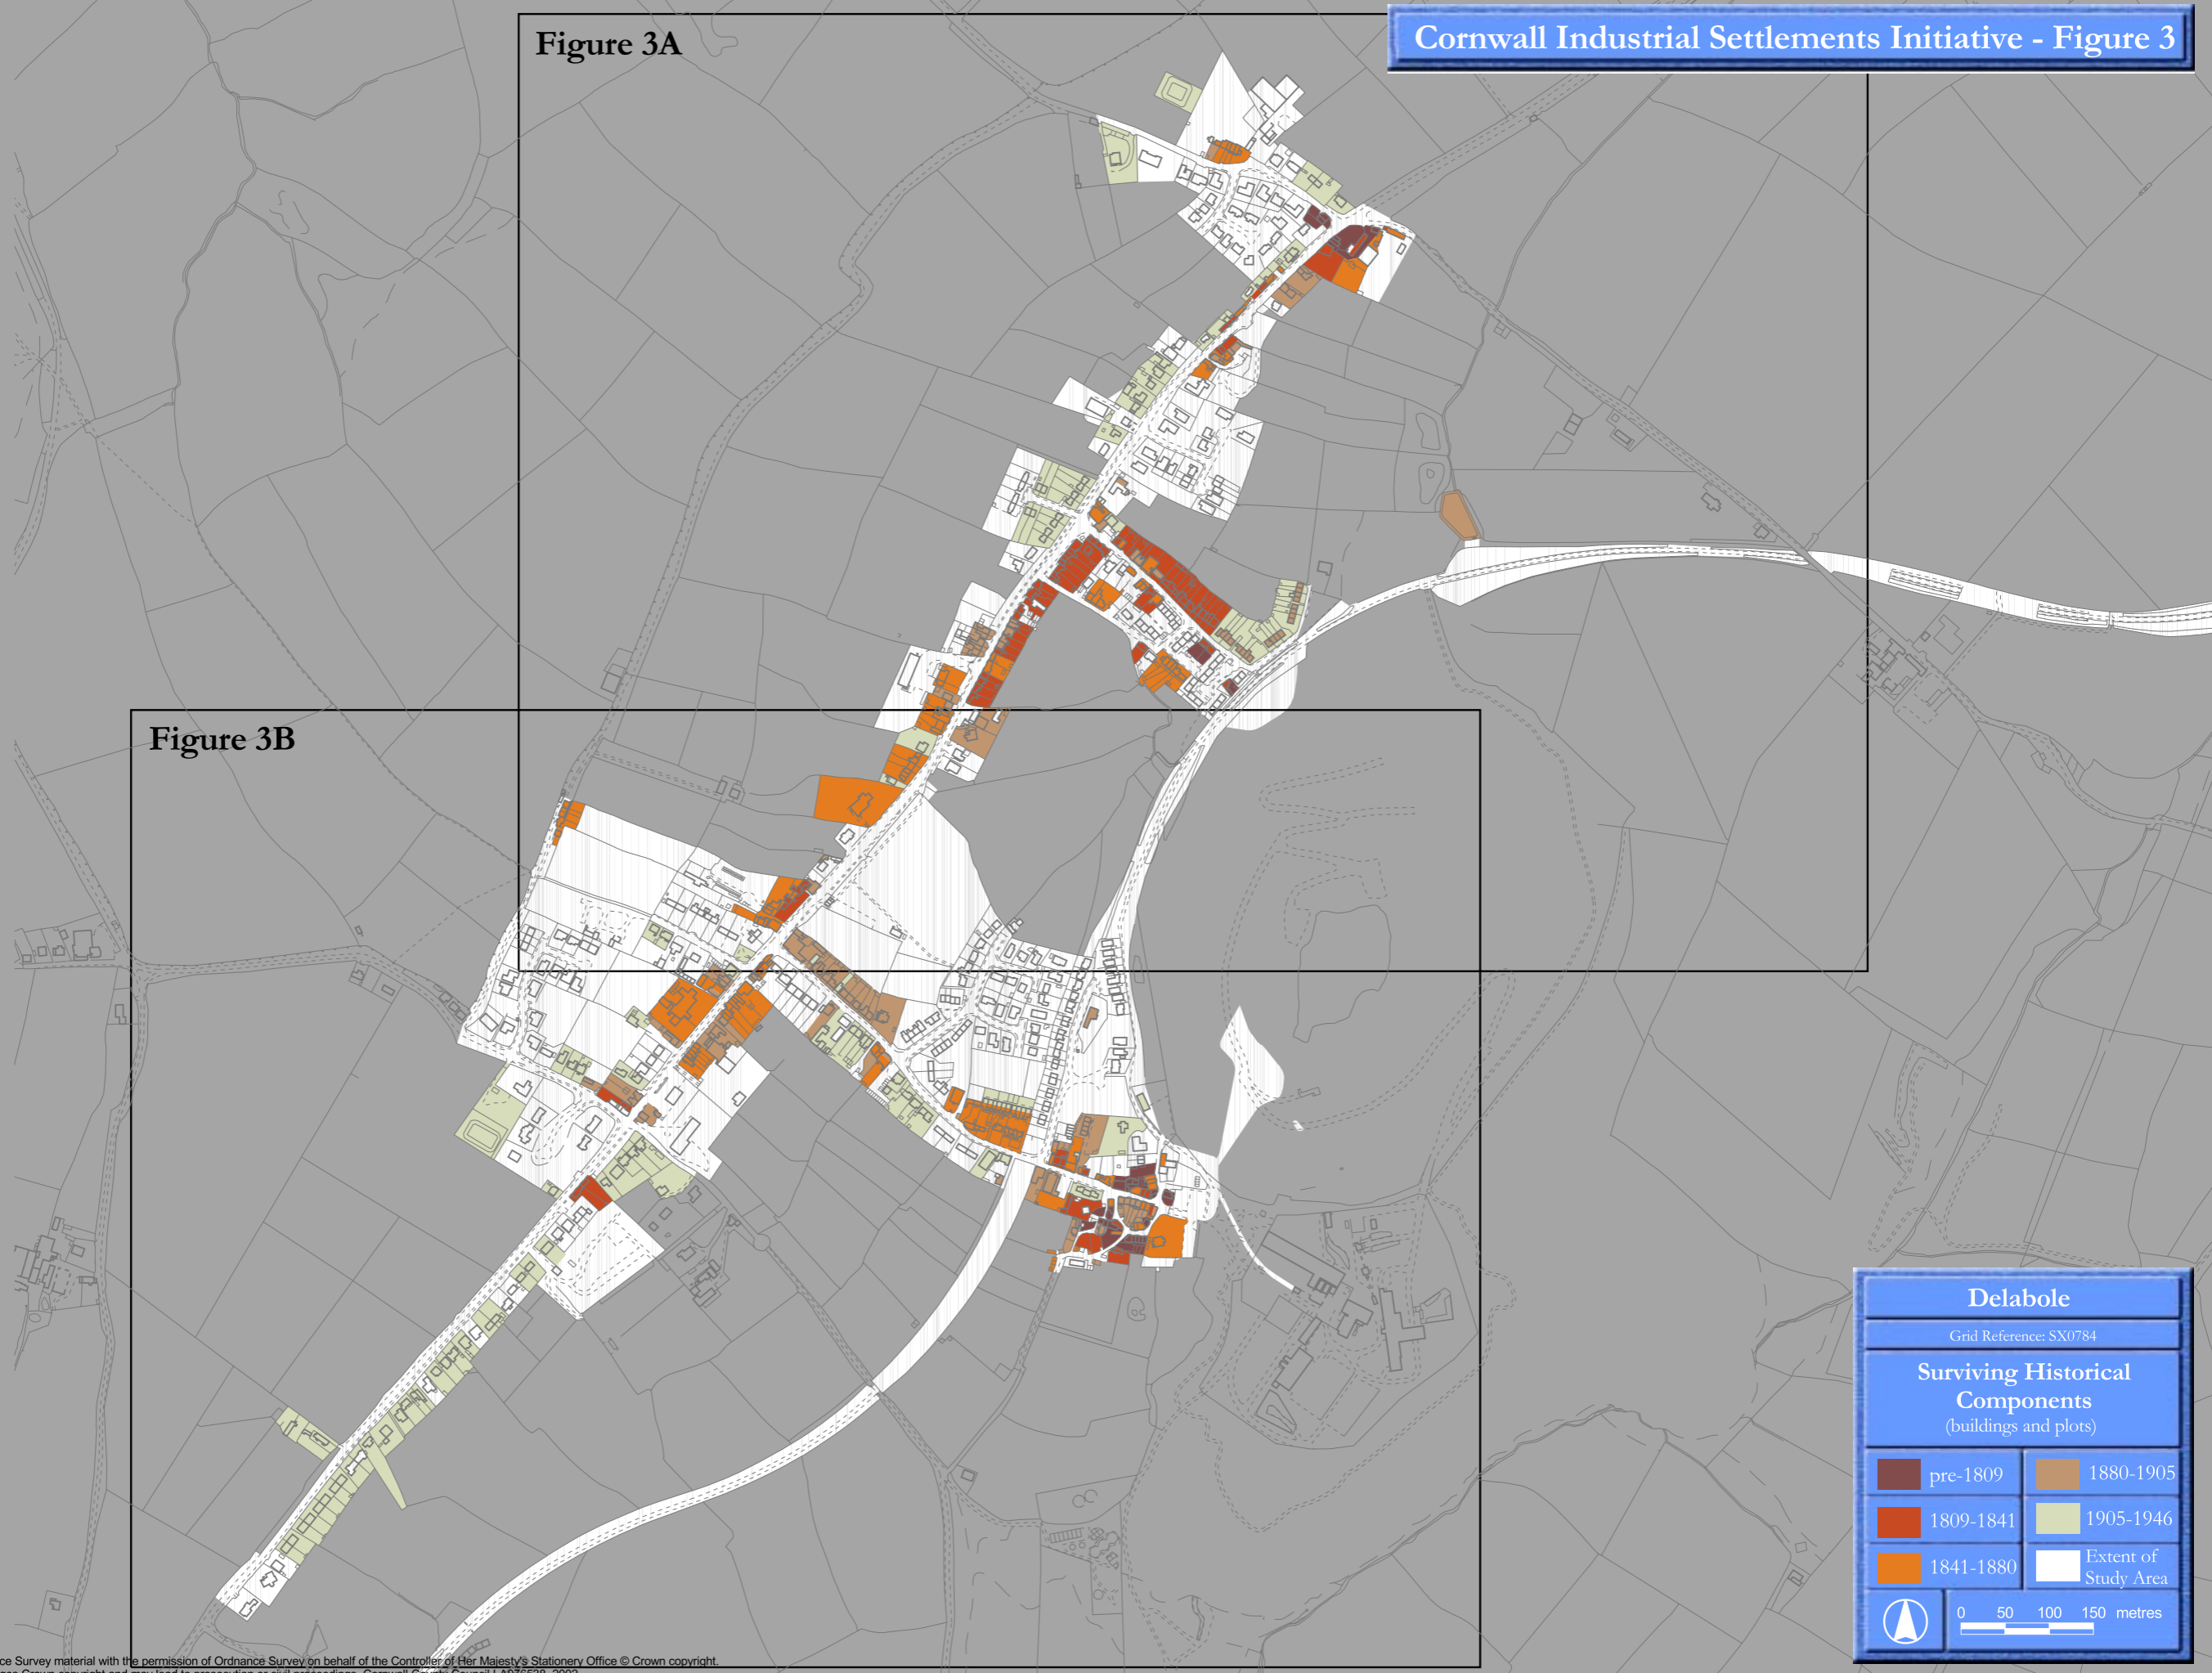 Cornwall Industrial Settlements Initiative - Figure 3
Figure 3A
Figure 3B
Delabole
Grid Reference: SX0784
Surviving Historical
Components
(buildings and plots)
pre-1809
1880-1905
1809-1841
1905-1946
1841-1880
Extent of
Study Area
0 50 100 150 metres
ce Survey material with the permission of Ordnance Survey on behalf of the Controller of Her Majesty's Stationery Office © Crown copyright.